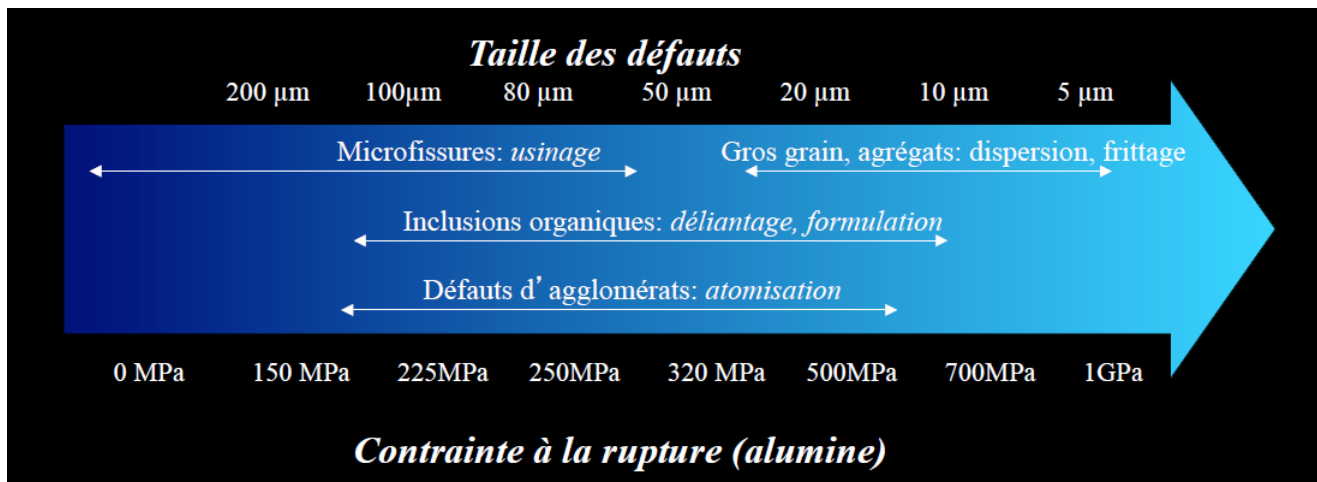 Taille des défauts
200 µm 100µm 80 µm 50 µm 20 µm 10 µm 5 µm
Microfissures: usinage Gros grain, agrégats: dispersion, frittage
Inclusions organiques: déliantage, formulation
Défauts d’ agglomérats: atomisation
0 MPa 150 MPa 225MPa 250MPa 320 MPa 500MPa 700MPa 1GPa
Contrainte à la rupture (alumine)